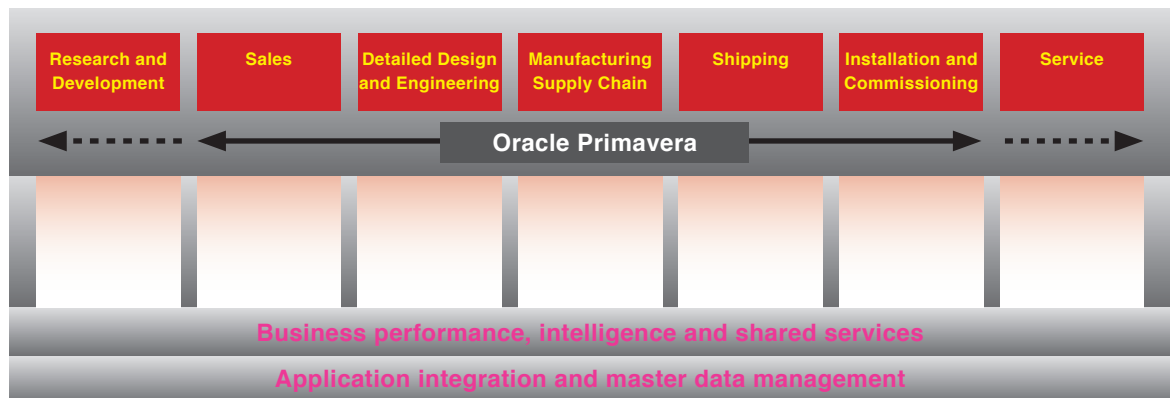 Research and
Development
Sales
Detailed Design
and Engineering
Manufacturing
Supply Chain
Shipping
Installation and
Commissioning
Service
Oracle Primavera
Business performance, intelligence and shared services
Application integration and master data management